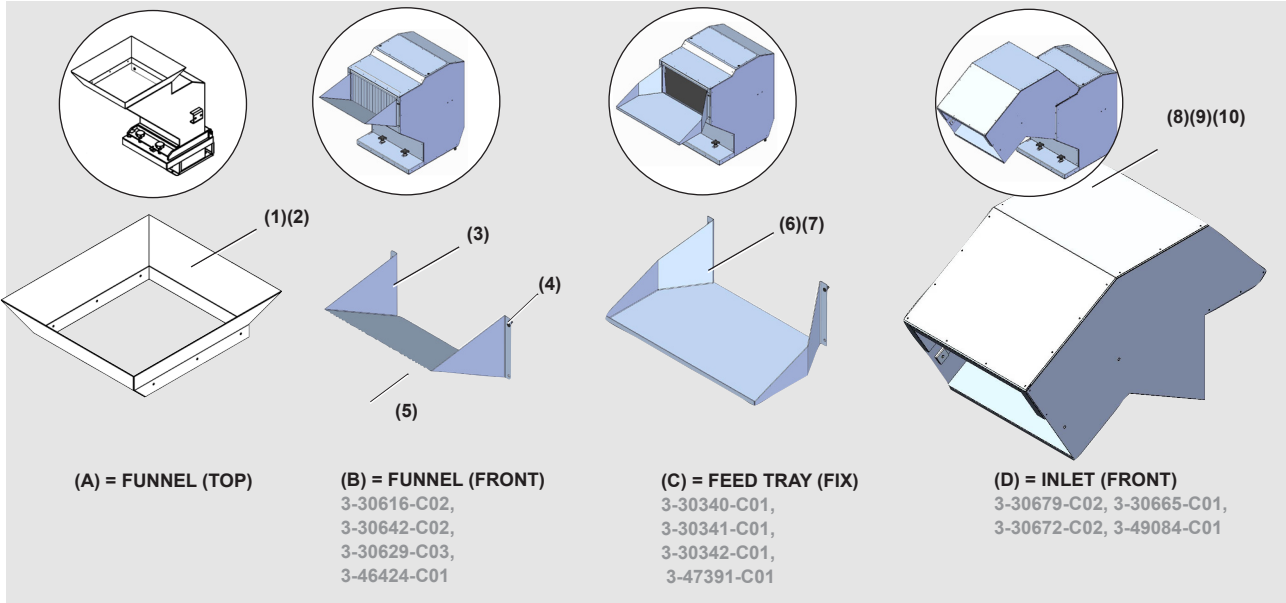 (1)(2)
(3)
(4)
(5)
(6)(7)
(8)(9)(10)
(A) = FUNNEL (TOP)
(B) = FUNNEL (FRONT)
3-30616-C02,
3-30642-C02,
3-30629-C03,
3-46424-C01
(C) = FEED TRAY (FIX)
3-30340-C01,
3-30341-C01,
3-30342-C01,
3-47391-C01
(D) = INLET (FRONT)
3-30679-C02, 3-30665-C01,
3-30672-C02, 3-49084-C01